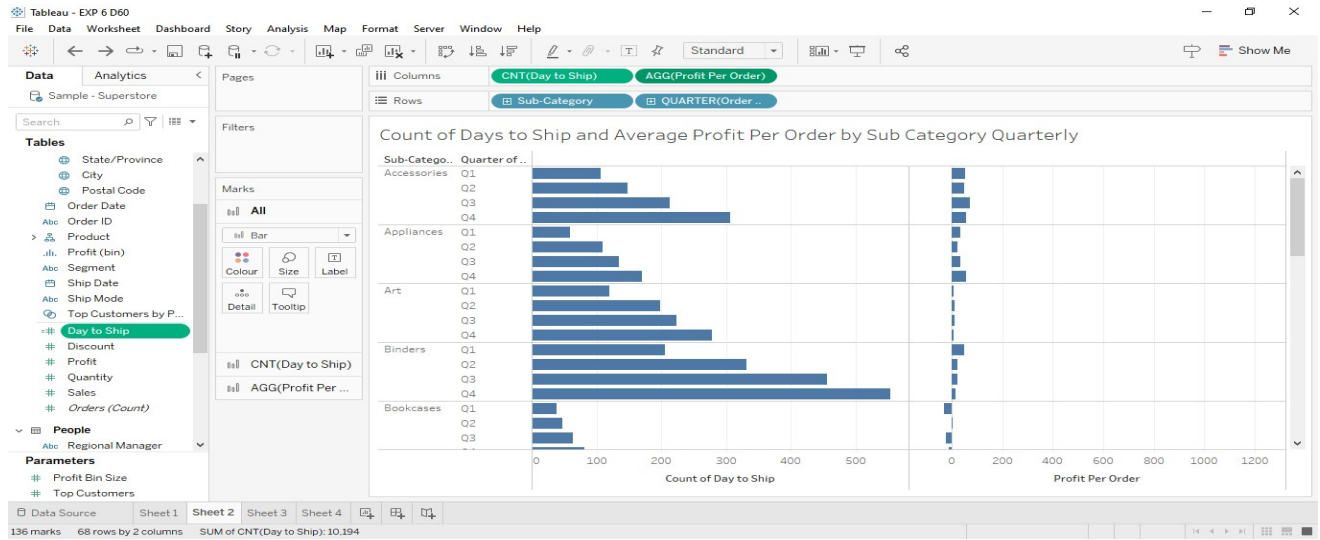 Tableau - EXP 6 D60
File Data Worksheet Dashboard Story Analysis Map Format Server Window Help
Standard
Show Me
Data Analytics
Sample - Superstore
Search
Tables
State/Province
City
Postal Code
Order Date
Abc Order ID
Product
Profit (bin)
Abc Segment
Ship Date
Abc Ship Mode
Top Customers by P...
=# Day to Ship
# Discount
# Profit
# Quantity
# Sales
# Orders (Count)
People
Abc Regional Manager
Parameters
# Profit Bin Size
# Top Customers
Pages
Filters
Marks
All
Bar
Colour Size Label
Detail Tooltip
CNT(Day to Ship)
AGG(Profit Per ...
Columns CNT(Day to Ship) AGG(Profit Per Order)
Rows Sub-Category QUARTER(Order ..
Count of Days to Ship and Average Profit Per Order by Sub Category Quarterly
Sub-Catego.. Quarter of ..
Accessories Q1
Q2
Q3
Q4
Appliances Q1
Q2
Q3
Q4
Art Q1
Q2
Q3
Q4
Binders Q1
Q2
Q3
Q4
Bookcases Q1
Q2
Q3
0 100 200 300 400 500 0 200 400 600 800 1000 1200
Count of Day to Ship Profit Per Order
Data Source Sheet 1 Sheet 2 Sheet 3 Sheet 4
136 marks 68 rows by 2 columns SUM of CNT(Day to Ship): 10,194